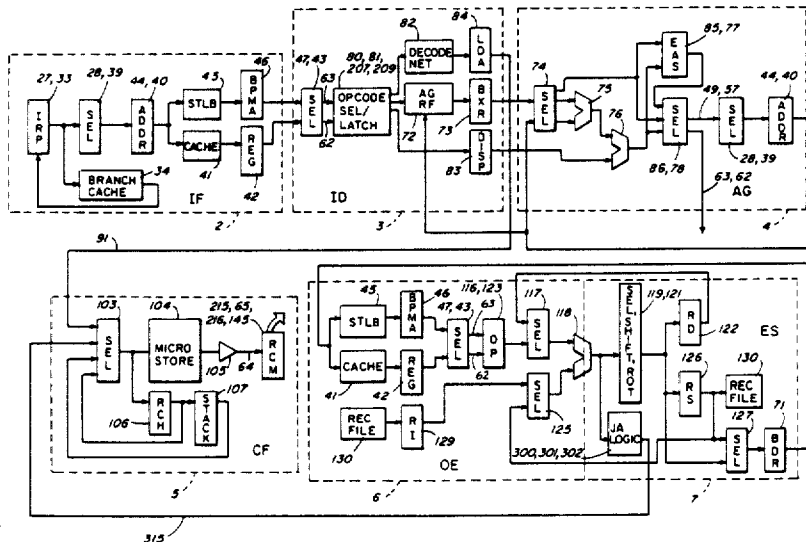 27, 33
28, 39
44, 40
45
46
47, 43
80, 81,
207, 209
82
84
74
85, 77
44, 40
IRP
SEL
ADDR
STLB
BPMA
SEL
63
62
OPCODE
SEL/
LATCH
DECODE
NET
LDA
AG
RF
BXR
72
73
SEL
75
76
EAS
SEL
49, 57
SEL
ADDR
28, 39
86, 78
CACHE
REG
41
42
BRANCH
CACHE
34
DISP
83
63, 62
IF
ID
AG
2
3
4
91
103
104
215, 65,
216, 145
SEL
MICRO
STORE
105
64
RCM
107
RCH
STACK
106
CF
5
45
46
116, 123
47, 43
63
117
118
119, 121
STLB
BPMA
SEL
OP
SEL
SEL, SHIFT, ROT
RD
122
ES
CACHE
REG
41
42
62
126
130
RS
REC
FILE
REC
FILE
RI
130
129
SEL
125
JA
LOGIC
300, 301, 302
127
71
SEL
BDR
OE
6
7
315